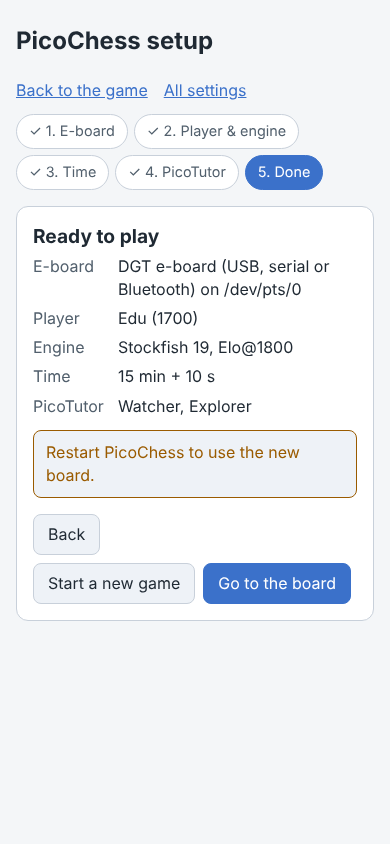 PicoChess setup
Back to the game All settings
✓ 1. E-board ✓ 2. Player & engine
✓ 3. Time ✓ 4. PicoTutor 5. Done
Ready to play
E-board DGT e-board (USB, serial or
Bluetooth) on /dev/pts/0
Player Edu (1700)
Engine Stockfish 19, Elo@1800
Time 15 min + 10 s
PicoTutor Watcher, Explorer
Restart PicoChess to use the new
board.
Back
Start a new game Go to the board